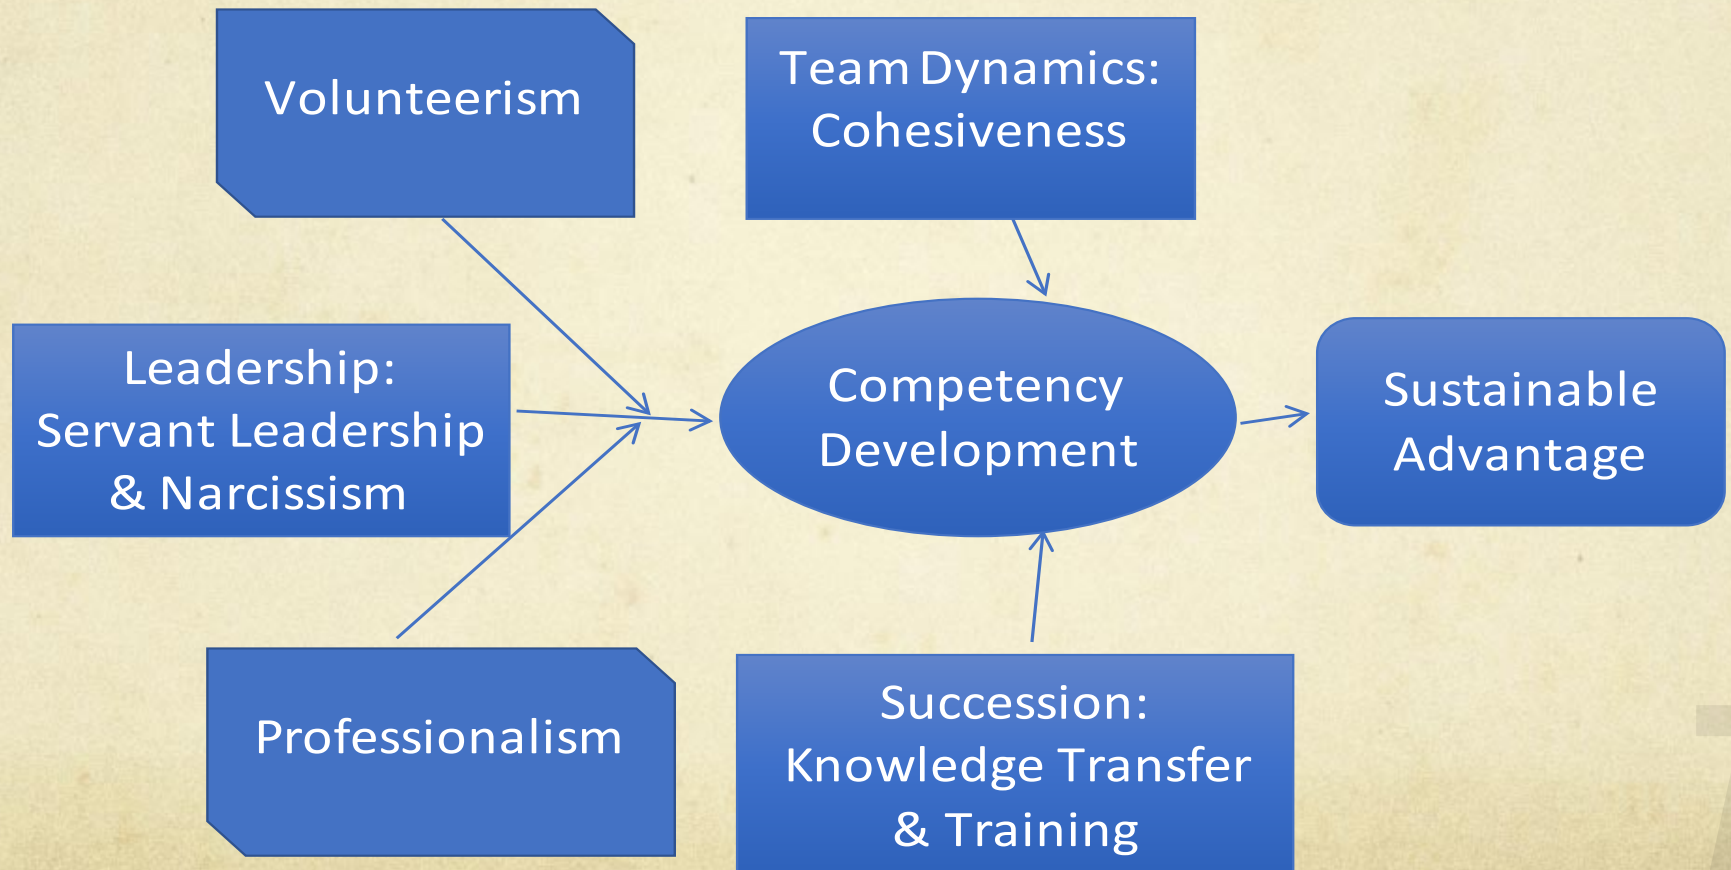 Volunteerism
Team Dynamics:
Cohesiveness
Leadership:
Servant Leadership
& Narcissism
Competency
Development
Sustainable
Advantage
Professionalism
Succession:
Knowledge Transfer
& Training